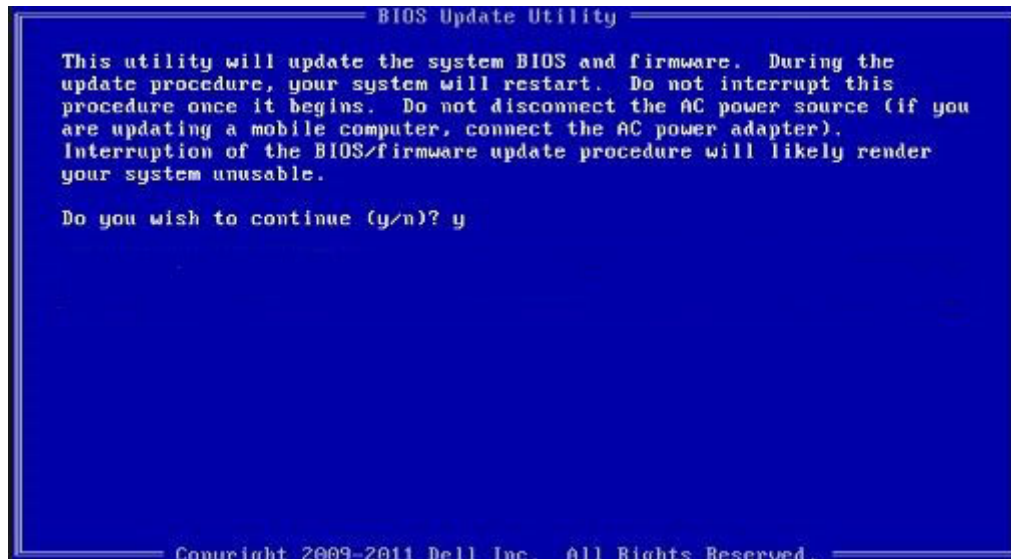 BIOS Update Utility
This utility will update the system BIOS and firmware. During the
update procedure, your system will restart. Do not interrupt this
procedure once it begins. Do not disconnect the AC power source (if you
are updating a mobile computer, connect the AC power adapter).
Interruption of the BIOS/firmware update procedure will likely render
your system unusable.
Do you wish to continue (y/n)? y
Copyright 2009-2011 Dell Inc. All Rights Reserved.